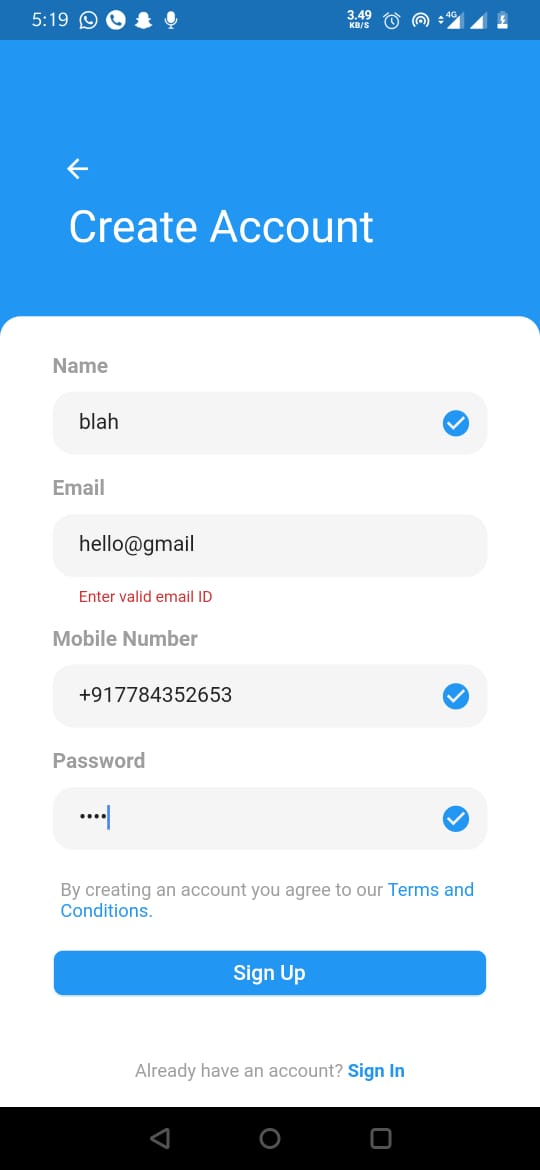 5:19
3.49
KB/S
4G
Create Account
Name
blah
Email
hello@gmail
Enter valid email ID
Mobile Number
+917784352653
Password
••••
By creating an account you agree to our Terms and
Conditions.
Sign Up
Already have an account? Sign In